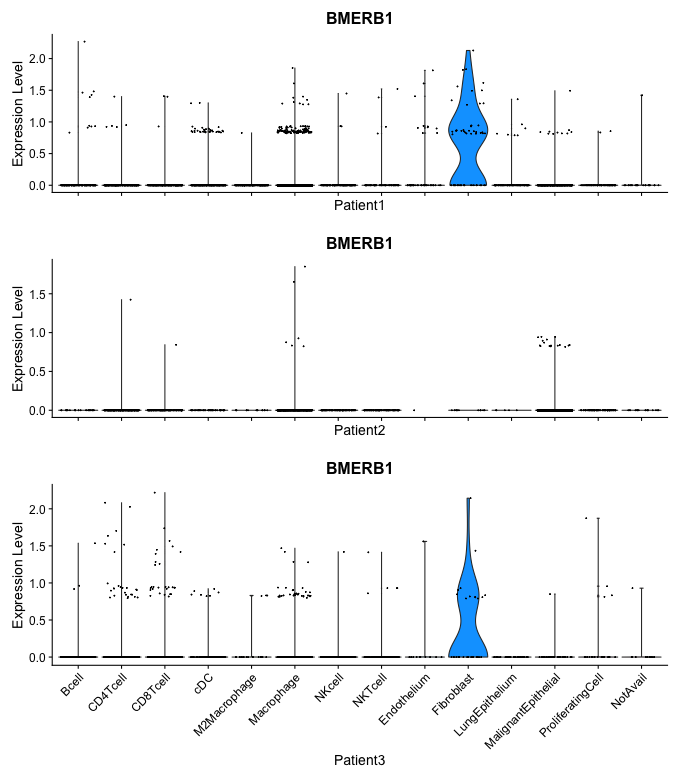 BMERB1
Expression Level
2.0
1.5
1.0
0.5
0.0
Patient1
BMERB1
Expression Level
1.5
1.0
0.5
0.0
Patient2
BMERB1
Expression Level
2.0
1.5
1.0
0.5
0.0
Bcell
CD4Tcell
CD8Tcell
cDC
M2Macrophage
Macrophage
NKcell
NKTcell
Endothelium
Fibroblast
LungEpithelium
MalignantEpithelial
ProliferatingCell
NotAvail
Patient3